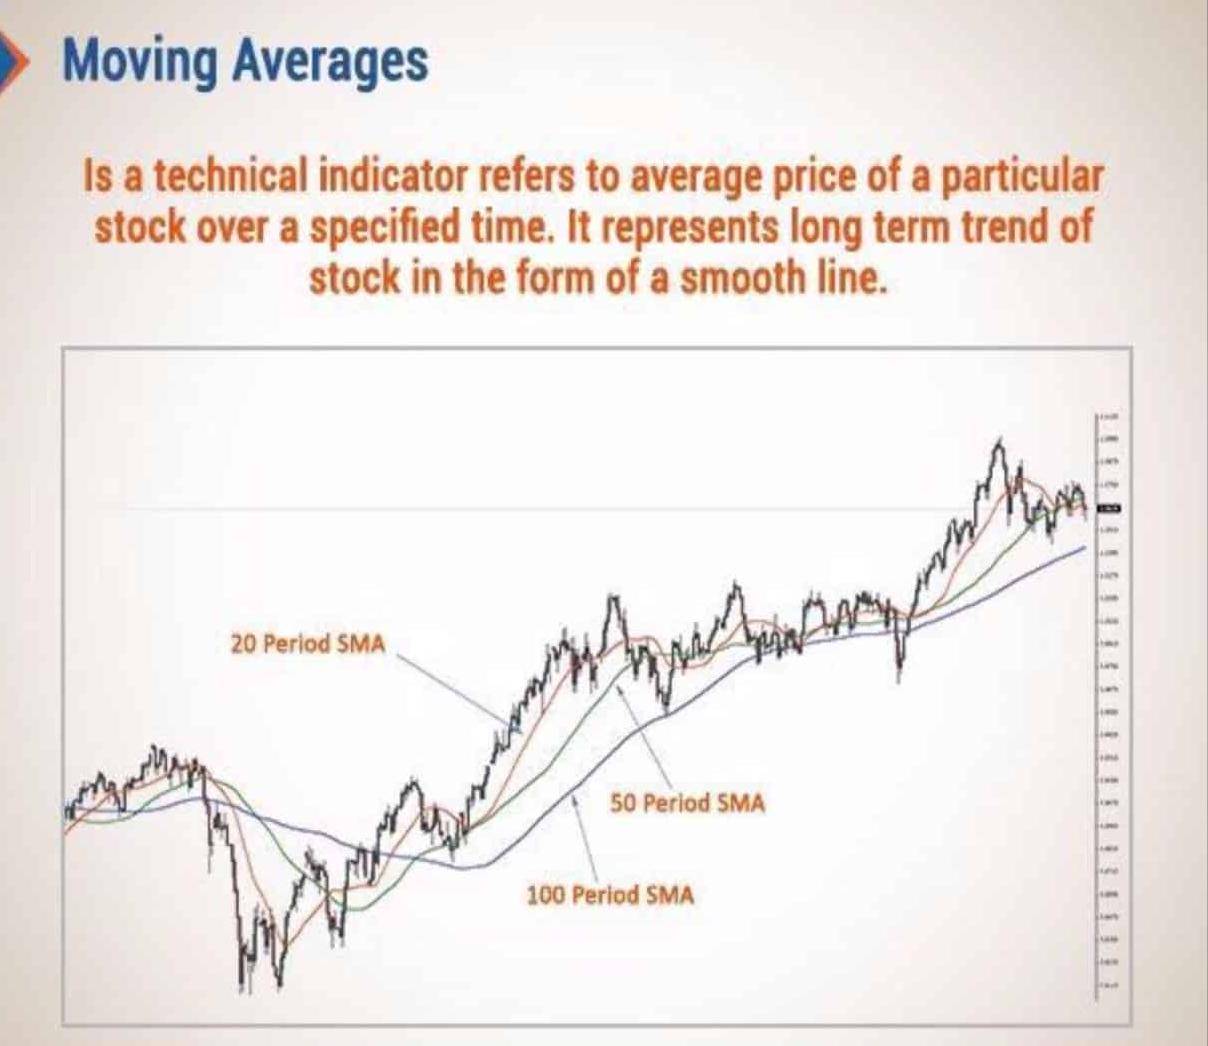 Moving Averages
Is a technical indicator refers to average price of a particular
stock over a specified time. It represents long term trend of
stock in the form of a smooth line.
20 Period SMA
50 Period SMA
100 Period SMA